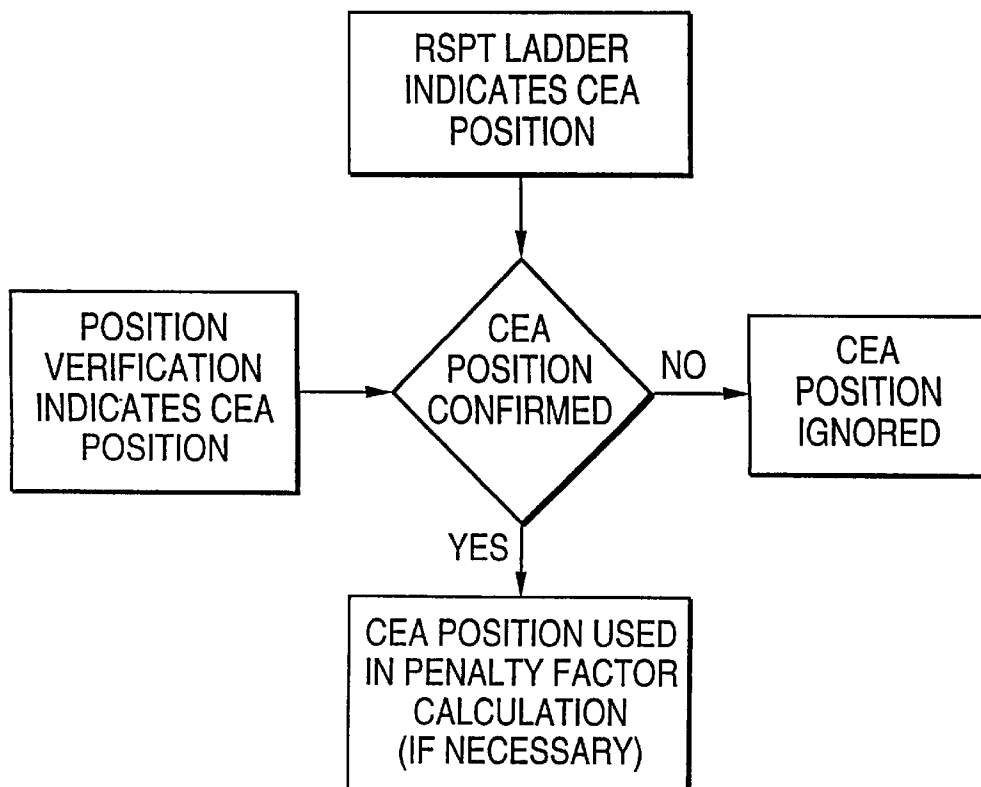 RSPT LADDER
INDICATES CEA
POSITION
POSITION
VERIFICATION
INDICATES CEA
POSITION
CEA
POSITION
CONFIRMED
NO
CEA
POSITION
IGNORED
YES
CEA POSITION USED
IN PENALTY FACTOR
CALCULATION
(IF NECESSARY)